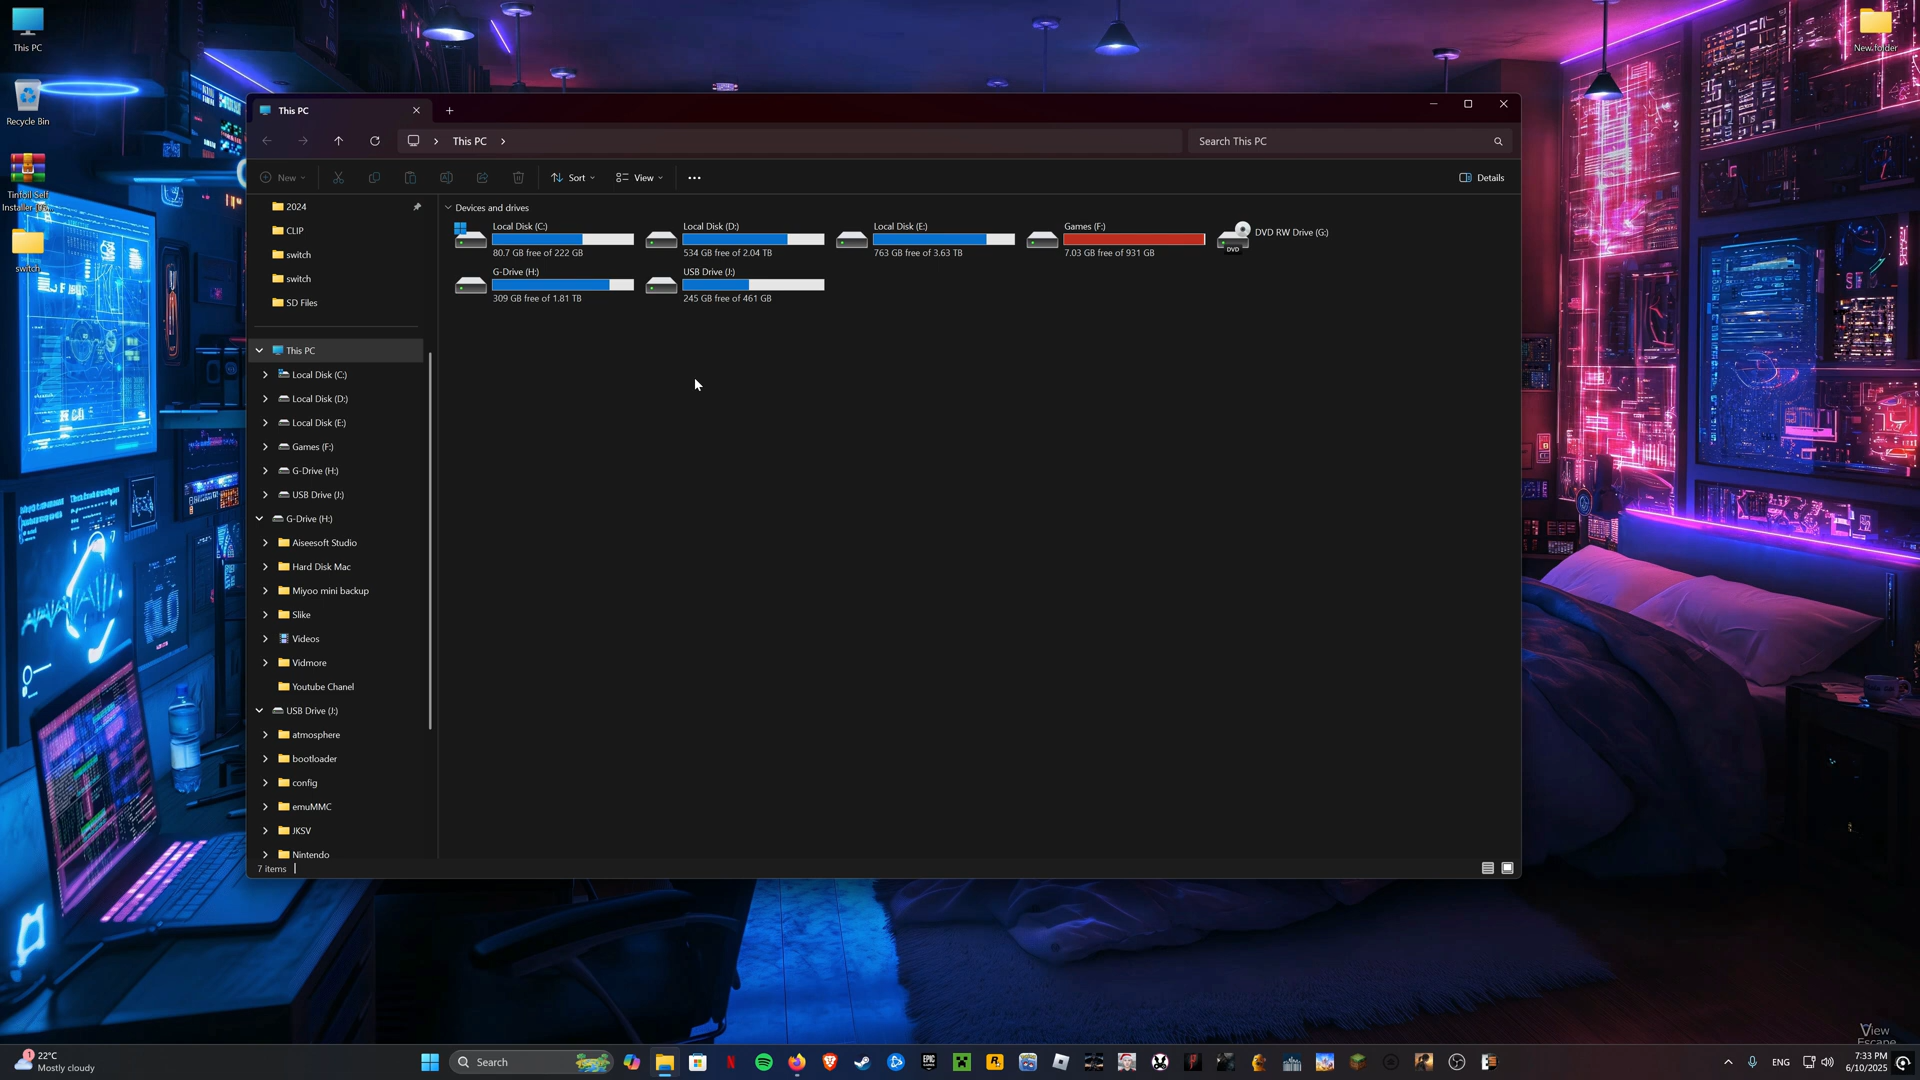 This PC
Recycle Bin
Tinfoil Self
Installer
switch
New folder
This PC
This PC
Search This PC
New
Sort
View
Details
2024
CLIP
switch
switch
SD Files
This PC
Local Disk (C:)
Local Disk (D:)
Local Disk (E:)
Games (F:)
G-Drive (H:)
USB Drive (J:)
G-Drive (H:)
Aiseesoft Studio
Hard Disk Mac
Miyoo mini backup
Slike
Videos
Vidmore
Youtube Chanel
USB Drive (J:)
atmosphere
bootloader
config
emuMMC
JKSV
Nintendo
7 items
Devices and drives
Local Disk (C:)
80.7 GB free of 222 GB
Local Disk (D:)
534 GB free of 2.04 TB
Local Disk (E:)
763 GB free of 3.63 TB
Games (F:)
7.03 GB free of 931 GB
DVD
DVD RW Drive (G:)
G-Drive (H:)
309 GB free of 1.81 TB
USB Drive (J:)
245 GB free of 461 GB
View
Escape
1
22°C
Mostly cloudy
Search
EPIC
GAMES
ENG
7:33 PM
6/10/2025